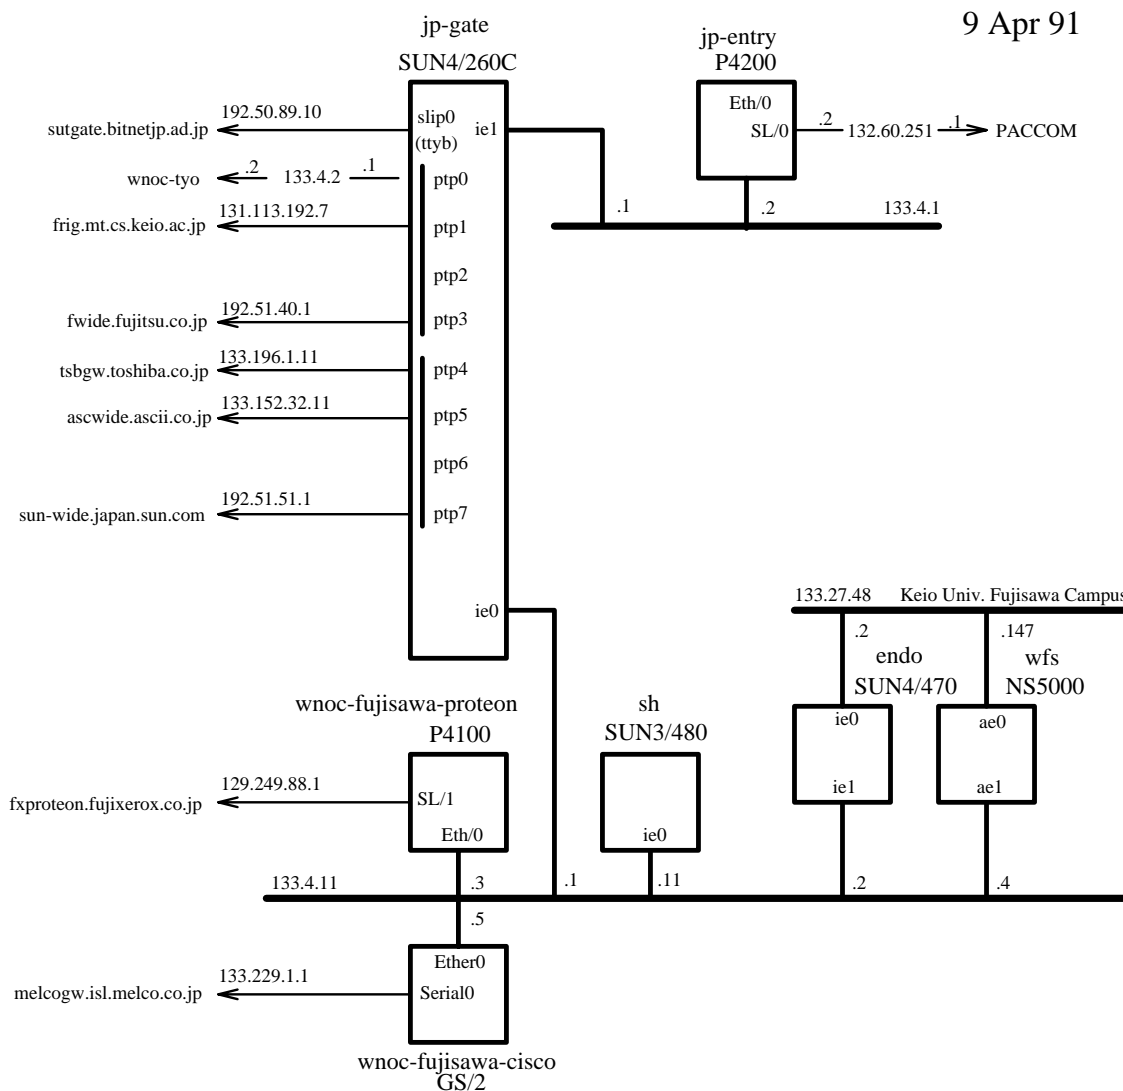 9 Apr 91
jp-gate
SUN4/260C
jp-entry
P4200
192.50.89.10
sutgate.bitnetjp.ad.jp
slip0
(ttyb)
ie1
Eth/0
SL/0
.2
132.60.251
.1
PACCOM
wnoc-tyo
.2
133.4.2
.1
ptp0
131.113.192.7
frig.mt.cs.keio.ac.jp
ptp1
.1
.2
133.4.1
ptp2
192.51.40.1
fwide.fujitsu.co.jp
ptp3
133.196.1.11
tsbgw.toshiba.co.jp
ptp4
133.152.32.11
ascwide.ascii.co.jp
ptp5
ptp6
192.51.51.1
sun-wide.japan.sun.com
ptp7
ie0
133.27.48
Keio Univ. Fujisawa Campus
.2
.147
endo
SUN4/470
wfs
NS5000
ie0
ie1
ae0
ae1
wnoc-fujisawa-proteon
P4100
sh
SUN3/480
129.249.88.1
fxproteon.fujixerox.co.jp
SL/1
Eth/0
ie0
133.4.11
.3
.1
.11
.2
.4
.5
133.229.1.1
melcogw.isl.melco.co.jp
Ether0
Serial0
wnoc-fujisawa-cisco
GS/2